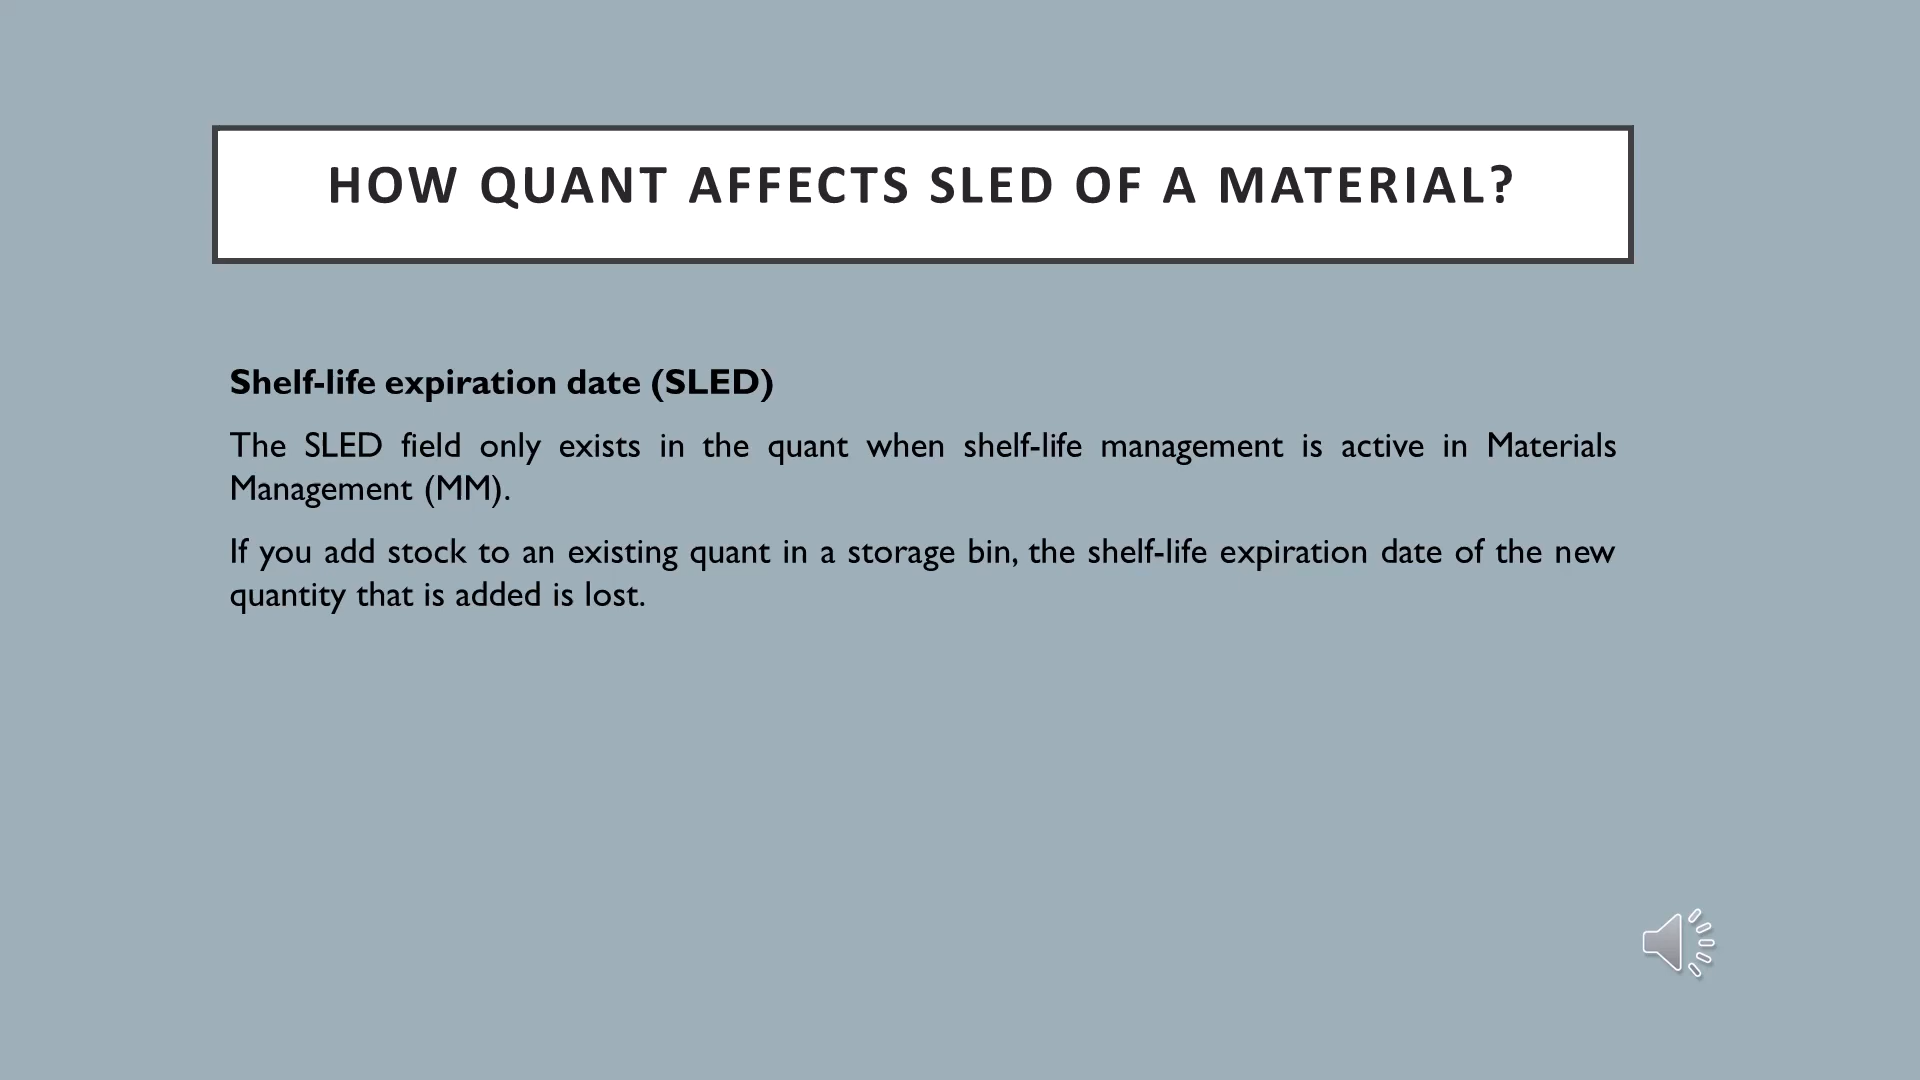 HOW QUANT AFFECTS SLED OF A MATERIAL?
Shelf-life expiration date (SLED)
The SLED field only exists in the quant when shelf-life management is active in Materials
Management (MM).
If you add stock to an existing quant in a storage bin, the shelf-life expiration date of the new
quantity that is added is lost.